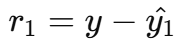 r₁ = y − ŷ₁